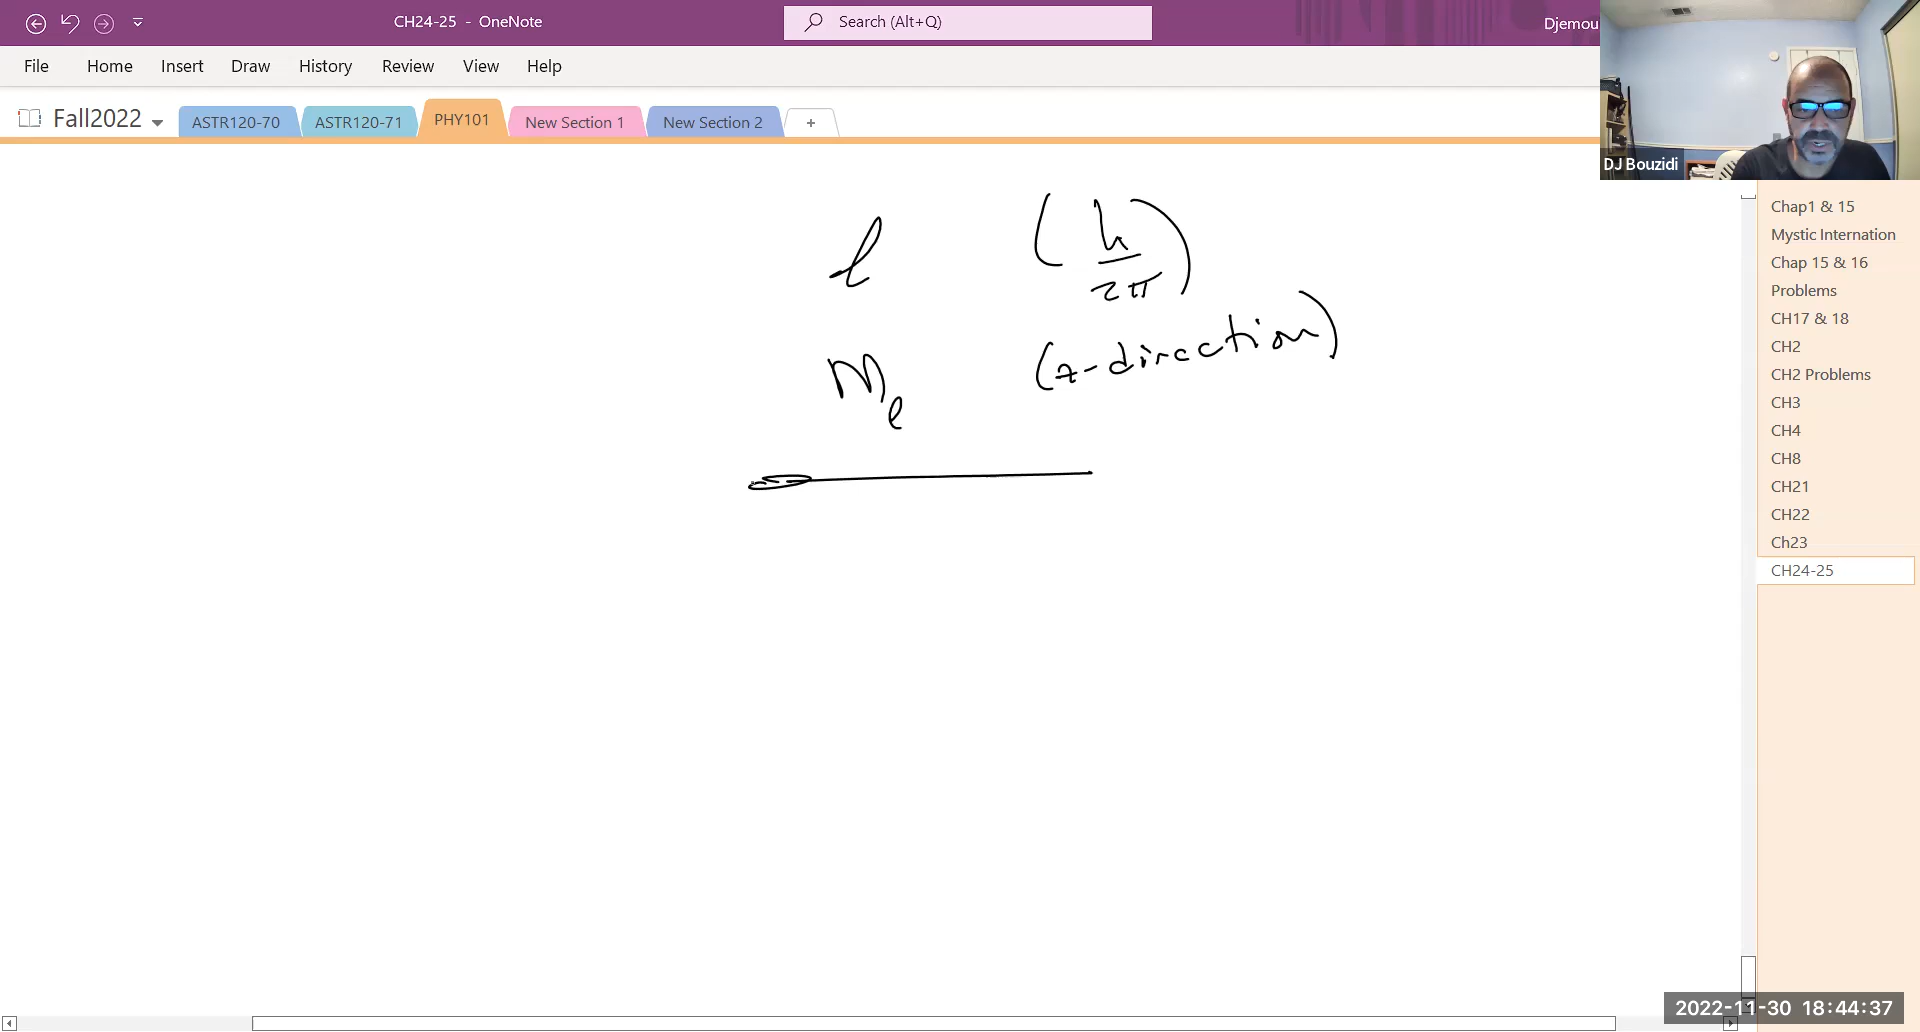 CH24-25 - OneNote
Search (Alt+Q)
Djemou
File Home Insert Draw History Review View Help
Fall2022 ASTR120-70 ASTR120-71 PHY101 New Section 1 New Section 2 +
DJ Bouzidi
ℓ (h/2π)
m_ℓ (z-direction)
Chap1 & 15
Mystic Internation
Chap 15 & 16
Problems
CH17 & 18
CH2
CH2 Problems
CH3
CH4
CH8
CH21
CH22
Ch23
CH24-25
2022-11-30 18:44:37